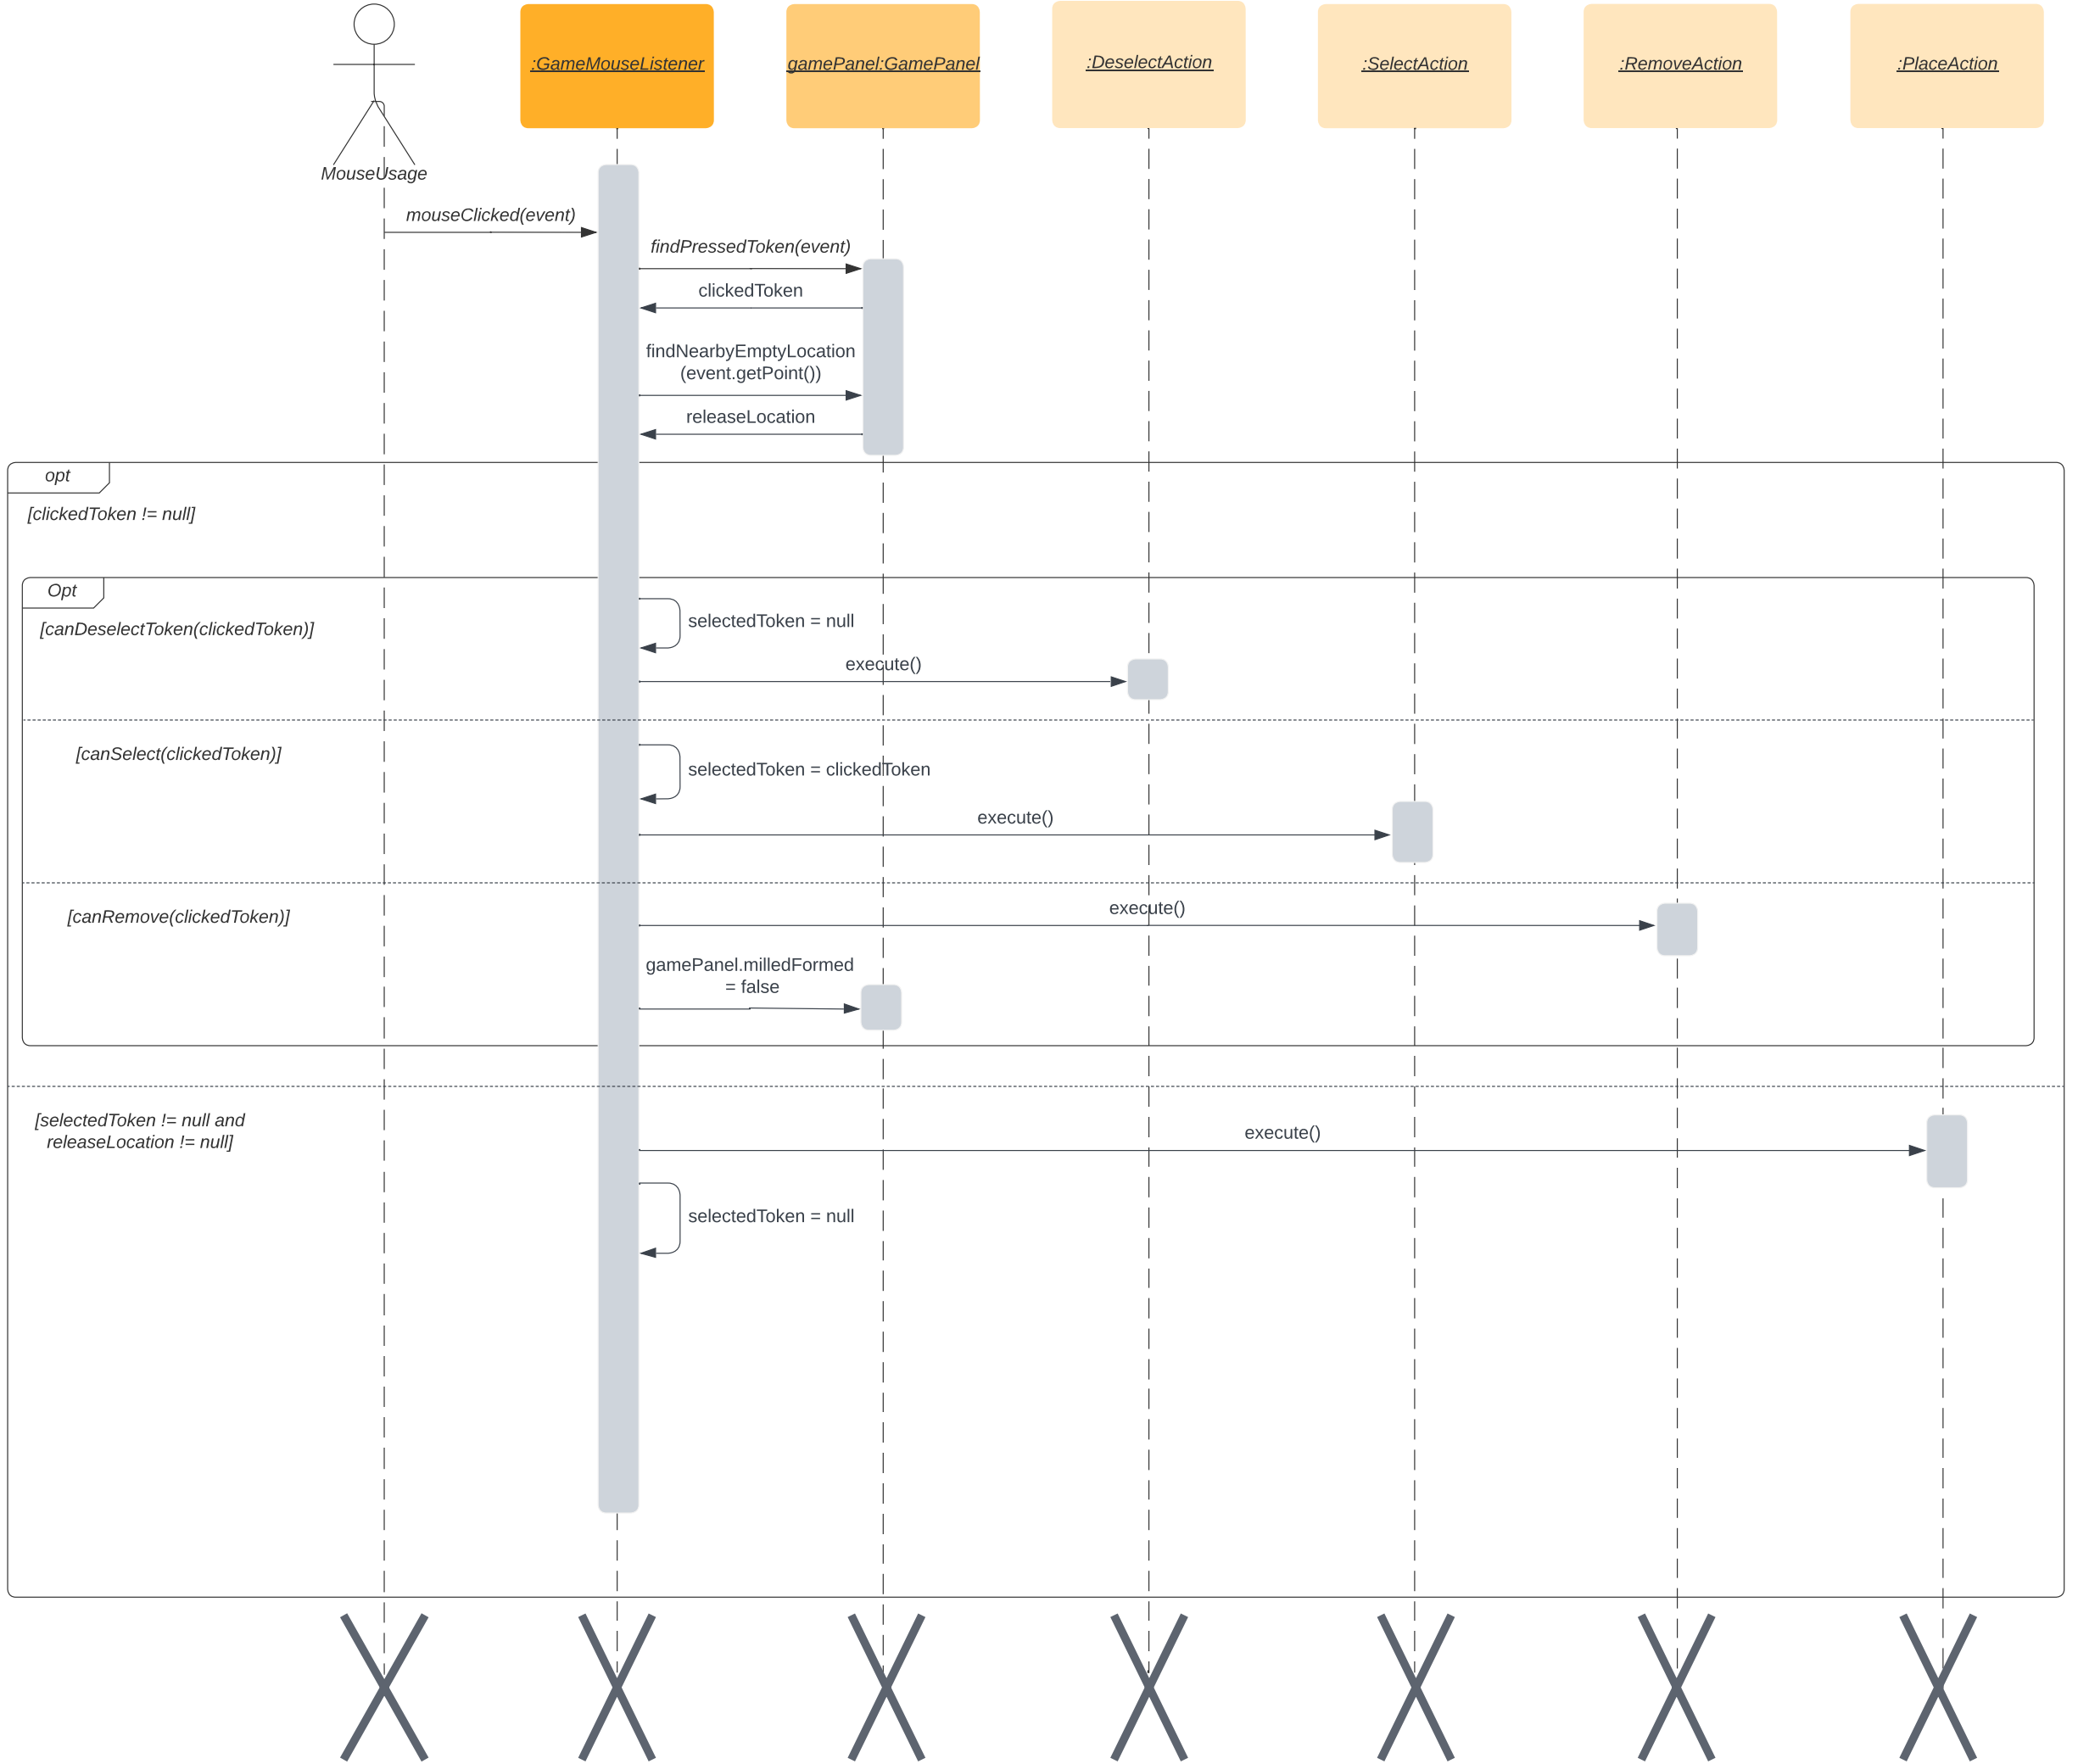 :GameMouseListener
gamePanel:GamePanel
:DeselectAction
:SelectAction
:RemoveAction
:PlaceAction
MouseUsage
mouseClicked(event)
findPressedToken(event)
clickedToken
findNearbyEmptyLocation
(event.getPoint())
releaseLocation
opt
[clickedToken != null]
Opt
[canDeselectToken(clickedToken)]
selectedToken = null
execute()
[canSelect(clickedToken)]
selectedToken = clickedToken
execute()
[canRemove(clickedToken)]
execute()
gamePanel.milledFormed
= false
[selectedToken != null and
releaseLocation != null]
execute()
selectedToken = null